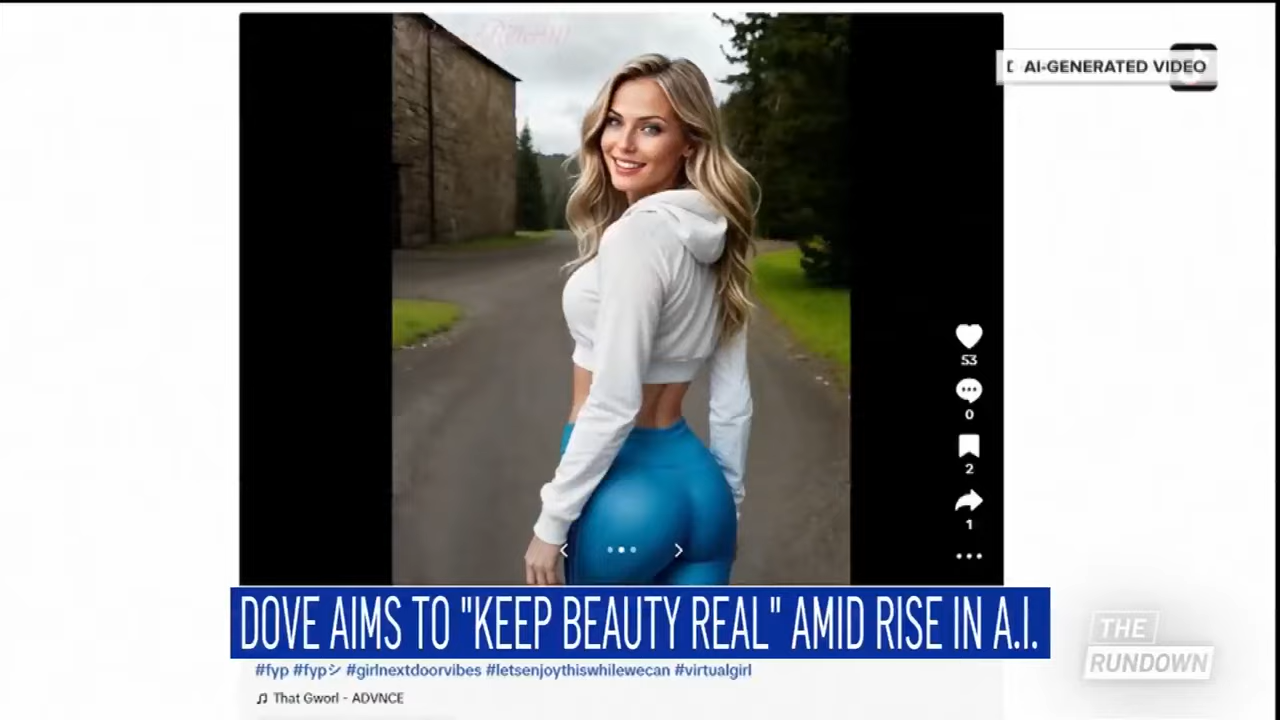 AI-GENERATED VIDEO
53
0
2
1
DOVE AIMS TO "KEEP BEAUTY REAL" AMID RISE IN A.I.
#fyp #fypシ #girlnextdoorvibes #letsenjoythiswhilewecan #virtualgirl
That Gworl - ADVNCE
THE
RUNDOWN